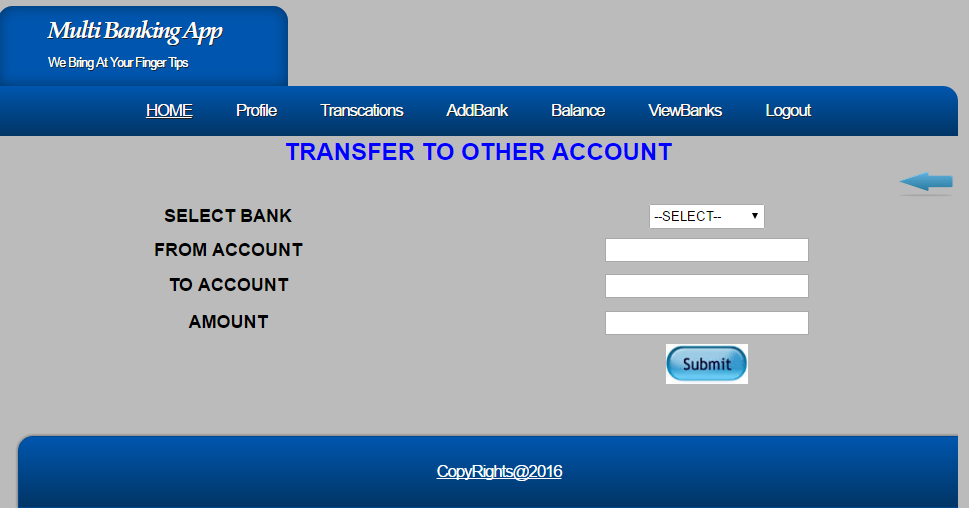 Multi Banking App
We Bring At Your Finger Tips
HOME Profile Transcations AddBank Balance ViewBanks Logout
TRANSFER TO OTHER ACCOUNT
SELECT BANK --SELECT--
FROM ACCOUNT
TO ACCOUNT
AMOUNT
Submit
CopyRights@2016